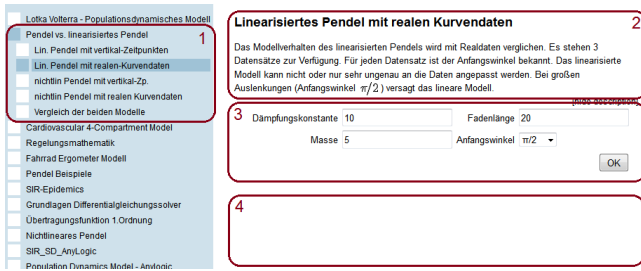 Lotka Volterra - Populationsdynamisches Modell
Pendel vs. linearisiertes Pendel
1
Lin. Pendel mit vertikal-Zeitpunkten
Lin. Pendel mit realen-Kurvendaten
nichtlin Pendel mit vertikal-Zp.
nichtlin Pendel mit realen Kurvendaten
Vergleich der beiden Modelle
Cardiovascular 4-Compartment Model
Regelungsmathematik
Fahrrad Ergometer Modell
Pendel Beispiele
SIR-Epidemics
Grundlagen Differentialgleichungssolver
Übertragungsfunktion 1.Ordnung
Nichtlineares Pendel
SIR_SD_AnyLogic
Population Dynamics Model - Anylogic
Linearisiertes Pendel mit realen Kurvendaten
2
Das Modellverhalten des linearisierten Pendels wird mit Realdaten verglichen. Es stehen 3
Datensätze zur Verfügung. Für jeden Datensatz ist der Anfangswinkel bekannt. Das linearisierte
Modell kann nicht oder nur sehr ungenau an die Daten angepasst werden. Bei großen
Auslenkungen (Anfangswinkel π/2 ) versagt das lineare Modell.
[hide description]
3
Dämpfungskonstante 10 Fadenlänge 20
Masse 5 Anfangswinkel π/2
OK
4